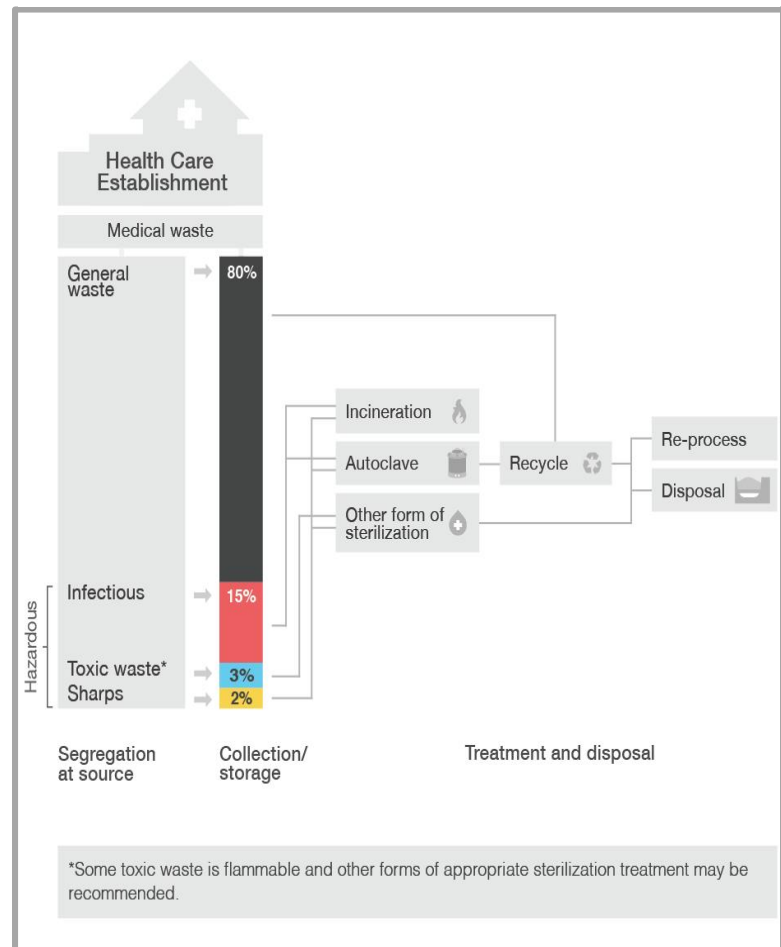 Health Care
Establishment
Medical waste
General
waste
80%
Incineration
Autoclave
Recycle
Re-process
Disposal
Other form of
sterilization
Hazardous
Infectious
15%
Toxic waste*
3%
Sharps
2%
Segregation
at source
Collection/
storage
Treatment and disposal
*Some toxic waste is flammable and other forms of appropriate sterilization treatment may be
recommended.